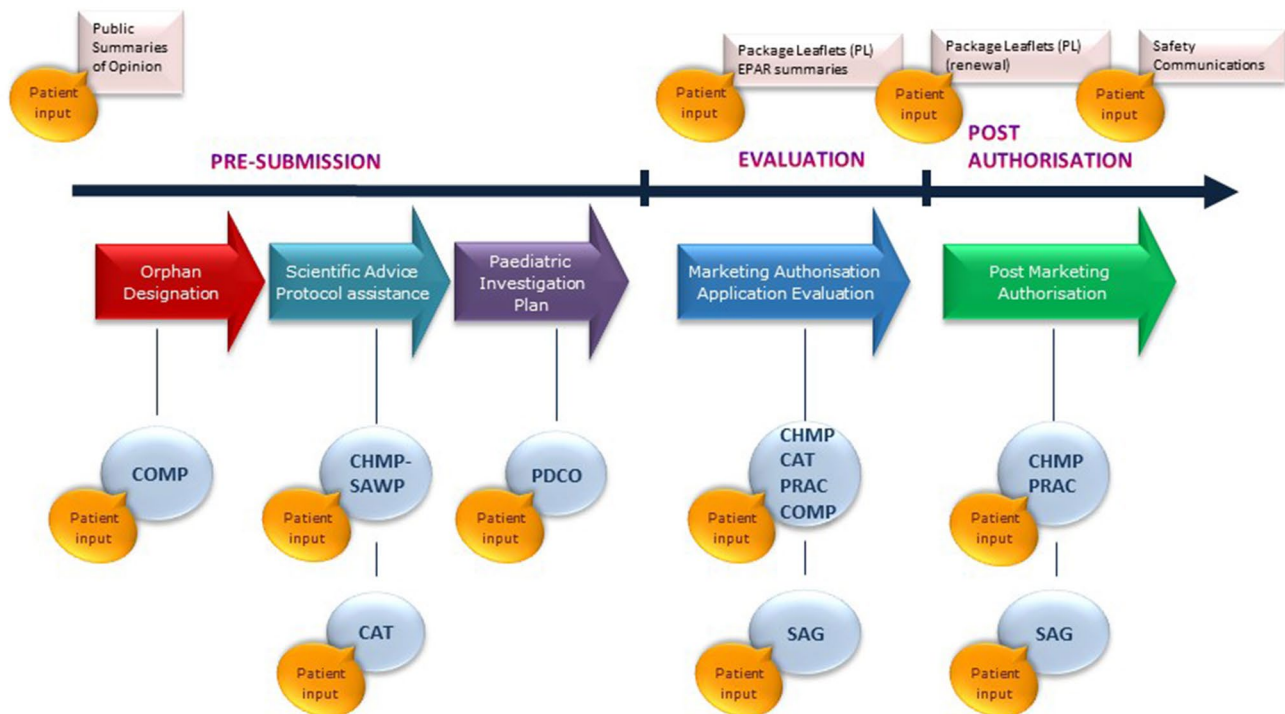 Public
Summaries
of Opinion
Patient
input
Package Leaflets (PL)
EPAR summaries
Patient
input
Package Leaflets (PL)
(renewal)
Patient
input
Safety
Communications
Patient
input
PRE-SUBMISSION
EVALUATION
POST
AUTHORISATION
Orphan
Designation
Scientific Advice
Protocol assistance
Paediatric
Investigation
Plan
Marketing Authorisation
Application Evaluation
Post Marketing
Authorisation
COMP
Patient
input
CHMP-
SAWP
Patient
input
PDCO
Patient
input
CHMP
CAT
PRAC
COMP
Patient
input
CHMP
PRAC
Patient
input
CAT
Patient
input
SAG
Patient
input
SAG
Patient
input